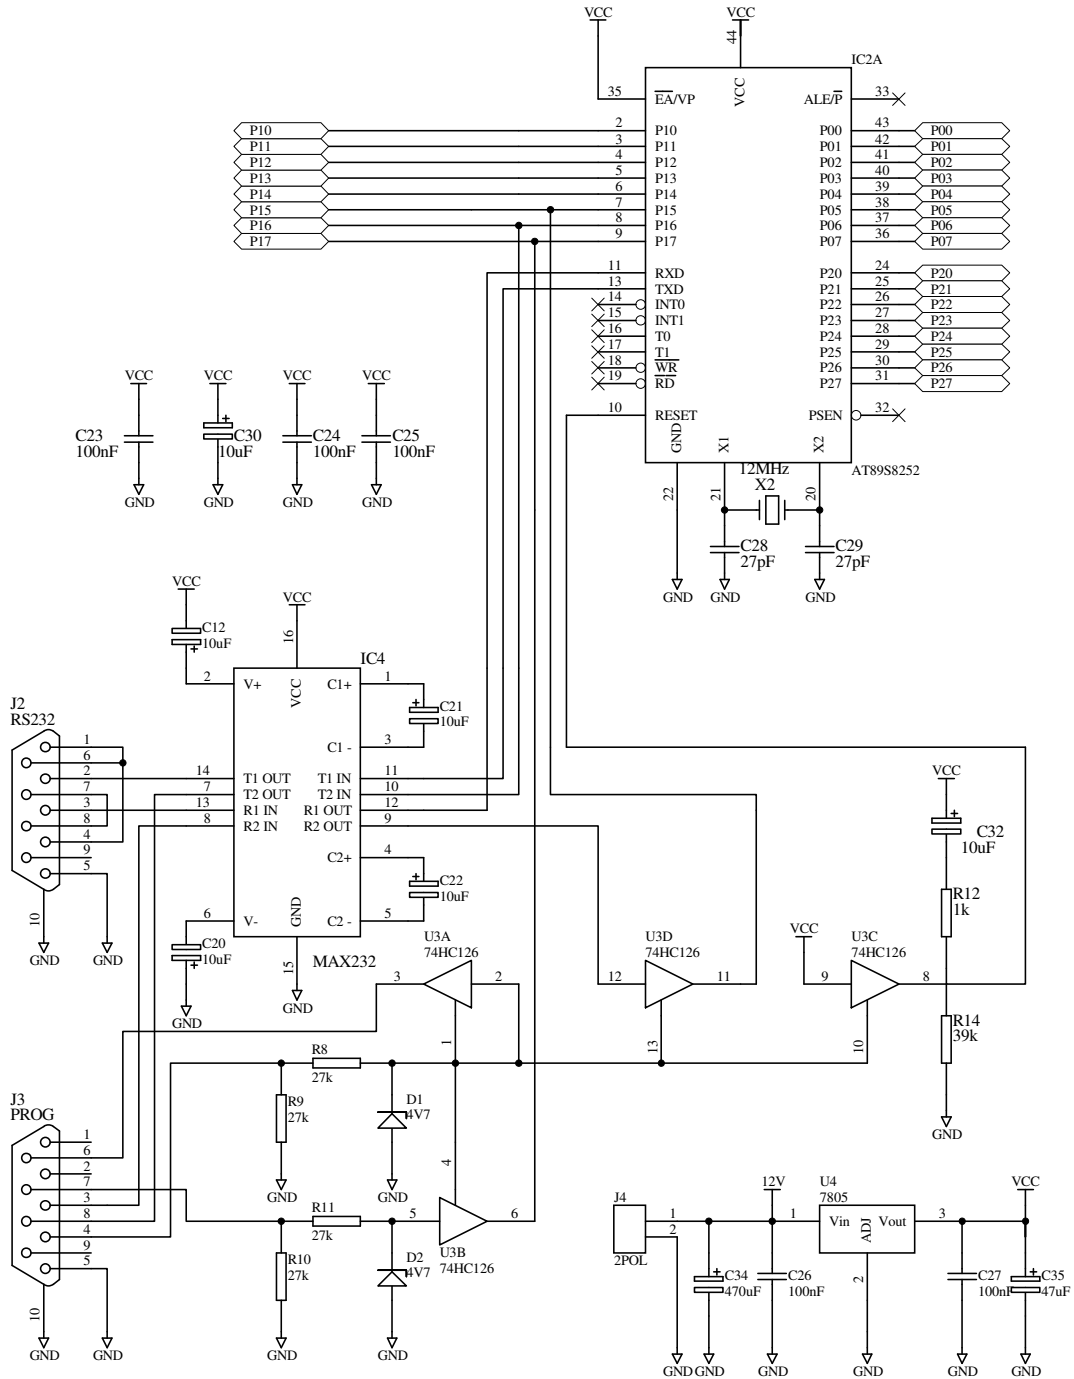 VCC
VCC
44
IC2A
VCC
35
EA/VP
ALE/P
33
P10
2
P10
P00
43
P00
P11
3
P11
P01
42
P01
P12
4
P12
P02
41
P02
P13
5
P13
P03
40
P03
P14
6
P14
P04
39
P04
P15
7
P15
P05
38
P05
P16
8
P16
P06
37
P06
P17
9
P17
P07
36
P07
11
RXD
P20
24
P20
13
TXD
P21
25
P21
14
INT0
P22
26
P22
15
INT1
P23
27
P23
16
T0
P24
28
P24
17
T1
P25
29
P25
18
WR
P26
30
P26
19
RD
P27
31
P27
10
RESET
PSEN
32
GND
X1
X2
AT89S8252
22
21
20
12MHz
X2
C28
27pF
C29
27pF
GND
GND
GND
VCC
VCC
VCC
VCC
C23
100nF
C30
10uF
C24
100nF
C25
100nF
GND
GND
GND
GND
VCC
VCC
C12
10uF
+
16
IC4
2
V+
VCC
C1+
1
+
C21
10uF
C1 -
3
14
T1 OUT
T1 IN
11
7
T2 OUT
T2 IN
10
13
R1 IN
R1 OUT
12
8
R2 IN
R2 OUT
9
C2+
4
+
C22
10uF
6
V-
GND
C2 -
5
C20
10uF
+
15
MAX232
GND
GND
J2
RS232
1
6
2
7
3
8
4
9
5
10
GND
GND
U3A
74HC126
3
2
1
U3D
74HC126
12
11
13
VCC
U3C
74HC126
9
8
10
VCC
+
C32
10uF
R12
1k
R14
39k
GND
R8
27k
R9
27k
GND
D1
4V7
GND
J3
PROG
1
6
2
7
3
8
4
9
5
10
GND
GND
R11
27k
R10
27k
GND
D2
4V7
GND
4
5
6
U3B
74HC126
J4
1
2
2POL
12V
U4
7805
1
Vin
ADJ
Vout
3
2
VCC
+
C34
470uF
C26
100nF
C27
100nF
+
C35
47uF
GND
GND
GND
GND
GND
GND